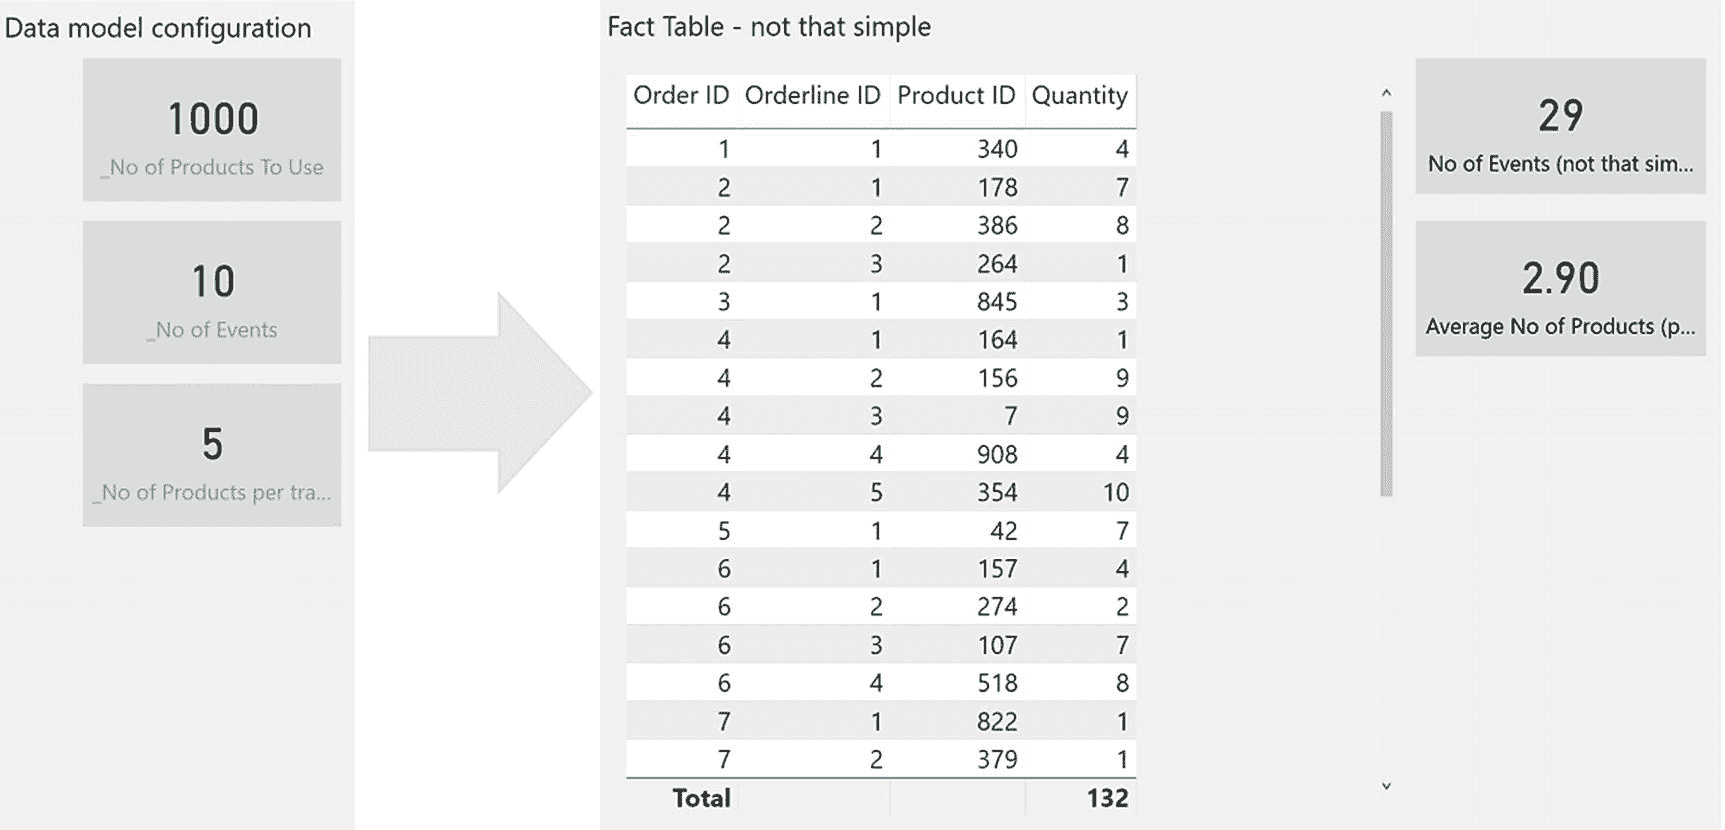 Data model configuration
1000
_No of Products To Use
10
_No of Events
5
_No of Products per tra...
Fact Table - not that simple
Order ID Orderline ID Product ID Quantity
1 1 340 4
2 1 178 7
2 2 386 8
2 3 264 1
3 1 845 3
4 1 164 1
4 2 156 9
4 3 7 9
4 4 908 4
4 5 354 10
5 1 42 7
6 1 157 4
6 2 274 2
6 3 107 7
6 4 518 8
7 1 822 1
7 2 379 1
Total 132
29
No of Events (not that sim...
2.90
Average No of Products (p...